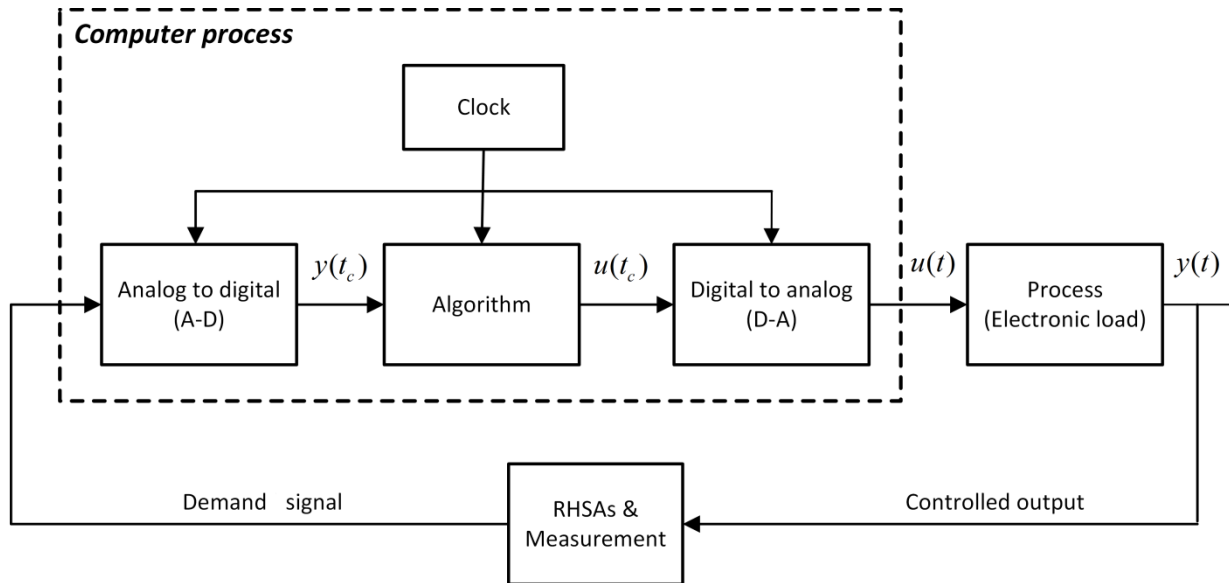 Computer process
Clock
Analog to digital
(A-D)
y(t_c)
Algorithm
u(t_c)
Digital to analog
(D-A)
u(t)
Process
(Electronic load)
y(t)
Demand signal
RHSAs &
Measurement
Controlled output